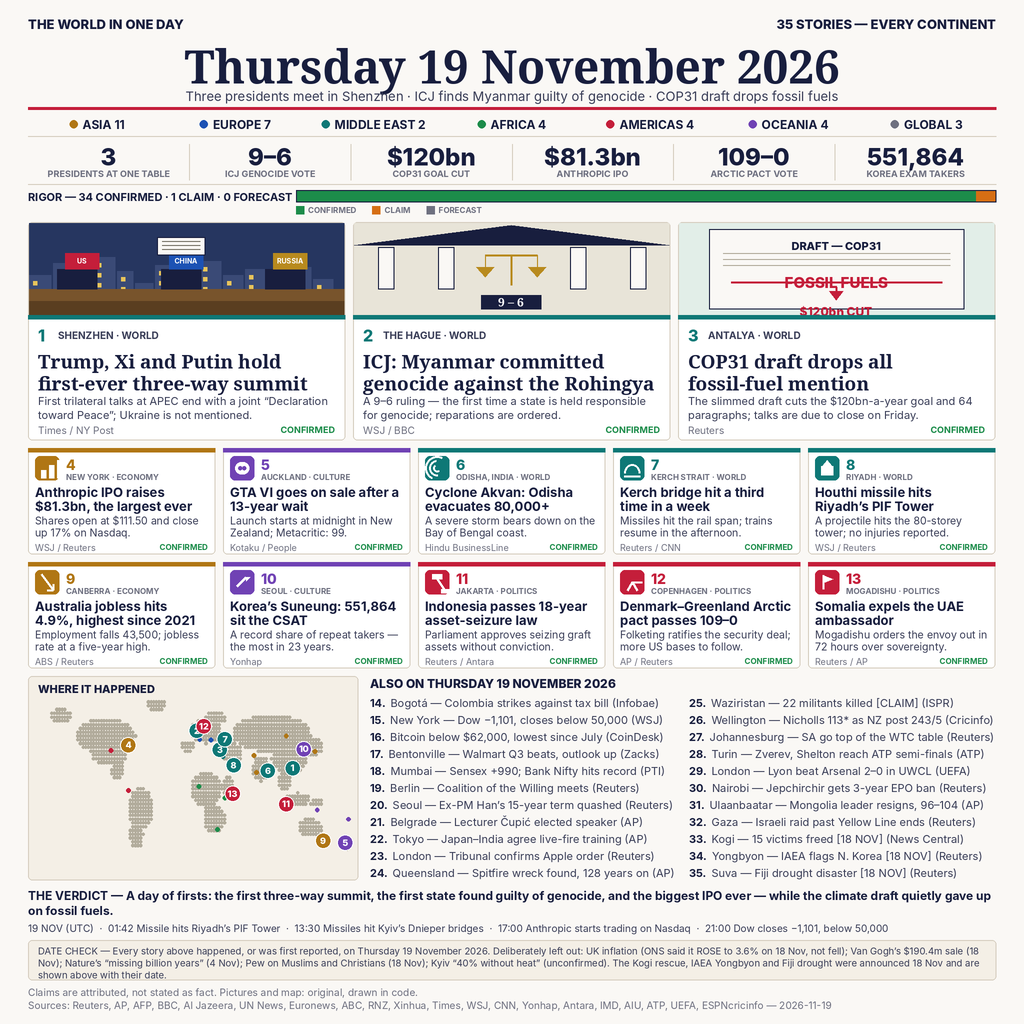 THE WORLD IN ONE DAY
35 STORIES — EVERY CONTINENT
Thursday 19 November 2026
Three presidents meet in Shenzhen · ICJ finds Myanmar guilty of genocide · COP31 draft drops fossil fuels
ASIA 11
EUROPE 7
MIDDLE EAST 2
AFRICA 4
AMERICAS 4
OCEANIA 4
GLOBAL 3
3
PRESIDENTS AT ONE TABLE
9–6
ICJ GENOCIDE VOTE
$120bn
COP31 GOAL CUT
$81.3bn
ANTHROPIC IPO
109–0
ARCTIC PACT VOTE
551,864
KOREA EXAM TAKERS
RIGOR — 34 CONFIRMED · 1 CLAIM · 0 FORECAST
CONFIRMED
CLAIM
FORECAST
US
CHINA
RUSSIA
1 SHENZHEN · WORLD
Trump, Xi and Putin hold
first-ever three-way summit
First trilateral talks at APEC end with a joint “Declaration
toward Peace”; Ukraine is not mentioned.
Times / NY Post
CONFIRMED
9 – 6
2 THE HAGUE · WORLD
ICJ: Myanmar committed
genocide against the Rohingya
A 9–6 ruling — the first time a state is held responsible
for genocide; reparations are ordered.
WSJ / BBC
CONFIRMED
DRAFT — COP31
FOSSIL FUELS
$120bn CUT
3 ANTALYA · WORLD
COP31 draft drops all
fossil-fuel mention
The slimmed draft cuts the $120bn-a-year goal and 64
paragraphs; talks are due to close on Friday.
Reuters
CONFIRMED
4
NEW YORK · ECONOMY
Anthropic IPO raises
$81.3bn, the largest ever
Shares open at $111.50 and close
up 17% on Nasdaq.
WSJ / Reuters
CONFIRMED
5
AUCKLAND · CULTURE
GTA VI goes on sale after a
13-year wait
Launch starts at midnight in New
Zealand; Metacritic: 99.
Kotaku / People
CONFIRMED
6
ODISHA, INDIA · WORLD
Cyclone Akvan: Odisha
evacuates 80,000+
A severe storm bears down on the
Bay of Bengal coast.
Hindu BusinessLine
CONFIRMED
7
KERCH STRAIT · WORLD
Kerch bridge hit a third
time in a week
Missiles hit the rail span; trains
resume in the afternoon.
Reuters / CNN
CONFIRMED
8
RIYADH · WORLD
Houthi missile hits
Riyadh’s PIF Tower
A projectile hits the 80-storey
tower; no injuries reported.
WSJ / Reuters
CONFIRMED
9
CANBERRA · ECONOMY
Australia jobless hits
4.9%, highest since 2021
Employment falls 43,500; jobless
rate at a five-year high.
ABS / Reuters
CONFIRMED
10
SEOUL · CULTURE
Korea’s Suneung: 551,864
sit the CSAT
A record share of repeat takers —
the most in 23 years.
Yonhap
CONFIRMED
11
JAKARTA · POLITICS
Indonesia passes 18-year
asset-seizure law
Parliament approves seizing graft
assets without conviction.
Reuters / Antara
CONFIRMED
12
COPENHAGEN · POLITICS
Denmark–Greenland Arctic
pact passes 109–0
Folketing ratifies the security deal;
more US bases to follow.
AP / Reuters
CONFIRMED
13
MOGADISHU · POLITICS
Somalia expels the UAE
ambassador
Mogadishu orders the envoy out in
72 hours over sovereignty.
Reuters / AP
CONFIRMED
WHERE IT HAPPENED
12
7
3
4
10
8
6
1
13
11
9
5
ALSO ON THURSDAY 19 NOVEMBER 2026
14. Bogotá — Colombia strikes against tax bill (Infobae)
15. New York — Dow −1,101, closes below 50,000 (WSJ)
16. Bitcoin below $62,000, lowest since July (CoinDesk)
17. Bentonville — Walmart Q3 beats, outlook up (Zacks)
18. Mumbai — Sensex +990; Bank Nifty hits record (PTI)
19. Berlin — Coalition of the Willing meets (Reuters)
20. Seoul — Ex-PM Han’s 15-year term quashed (Reuters)
21. Belgrade — Lecturer Čupić elected speaker (AP)
22. Tokyo — Japan–India agree live-fire training (AP)
23. London — Tribunal confirms Apple order (Reuters)
24. Queensland — Spitfire wreck found, 128 years on (AP)
25. Waziristan — 22 militants killed [CLAIM] (ISPR)
26. Wellington — Nicholls 113* as NZ post 243/5 (Cricinfo)
27. Johannesburg — SA go top of the WTC table (Reuters)
28. Turin — Zverev, Shelton reach ATP semi-finals (ATP)
29. London — Lyon beat Arsenal 2–0 in UWCL (UEFA)
30. Nairobi — Jepchirchir gets 3-year EPO ban (Reuters)
31. Ulaanbaatar — Mongolia leader resigns, 96–104 (AP)
32. Gaza — Israeli raid past Yellow Line ends (Reuters)
33. Kogi — 15 victims freed [18 NOV] (News Central)
34. Yongbyon — IAEA flags N. Korea [18 NOV] (Reuters)
35. Suva — Fiji drought disaster [18 NOV] (Reuters)
THE VERDICT — A day of firsts: the first three-way summit, the first state found guilty of genocide, and the biggest IPO ever — while the climate draft quietly gave up
on fossil fuels.
19 NOV (UTC) · 01:42 Missile hits Riyadh’s PIF Tower · 13:30 Missiles hit Kyiv’s Dnieper bridges · 17:00 Anthropic starts trading on Nasdaq · 21:00 Dow closes −1,101, below 50,000
DATE CHECK — Every story above happened, or was first reported, on Thursday 19 November 2026. Deliberately left out: UK inflation (ONS said it ROSE to 3.6% on 18 Nov, not fell); Van Gogh’s $190.4m sale (18
Nov); Nature’s “missing billion years” (4 Nov); Pew on Muslims and Christians (18 Nov); Kyiv “40% without heat” (unconfirmed). The Kogi rescue, IAEA Yongbyon and Fiji drought were announced 18 Nov and are
shown above with their date.
Claims are attributed, not stated as fact. Pictures and map: original, drawn in code.
Sources: Reuters, AP, AFP, BBC, Al Jazeera, UN News, Euronews, ABC, RNZ, Xinhua, Times, WSJ, CNN, Yonhap, Antara, IMD, AIU, ATP, UEFA, ESPNcricinfo — 2026-11-19